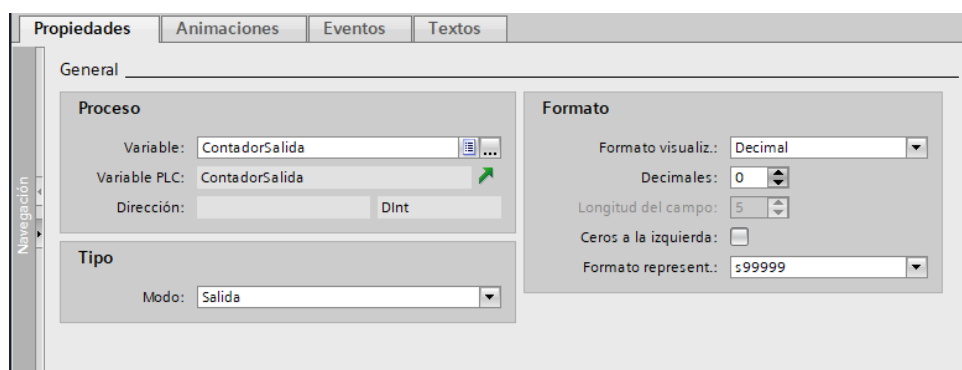 Propiedades Animaciones Eventos Textos
General
Proceso
Variable: ContadorSalida ...
Variable PLC: ContadorSalida
Dirección: DInt
Tipo
Modo: Salida
Formato
Formato visualiz.: Decimal
Decimales: 0
Longitud del campo: 5
Ceros a la izquierda:
Formato represent.: s99999
Navegación